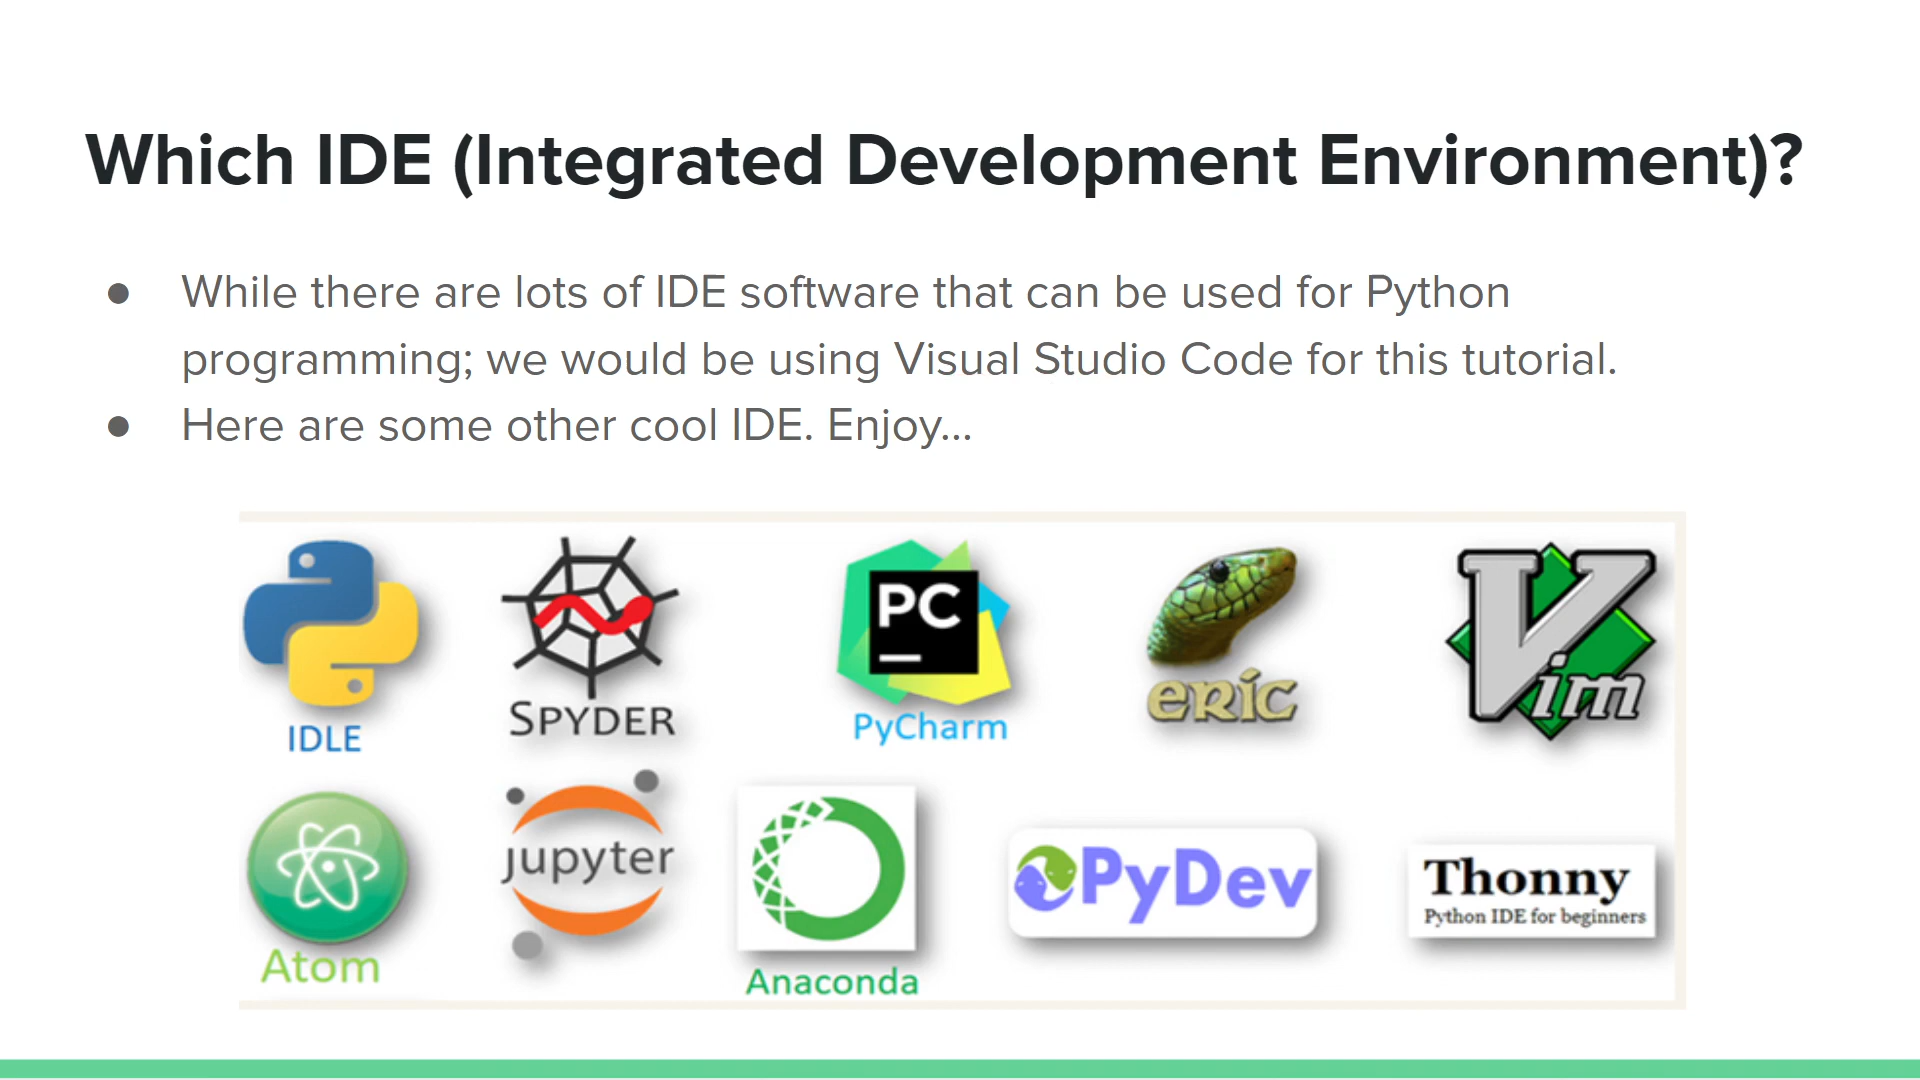 Which IDE (Integrated Development Environment)?
● While there are lots of IDE software that can be used for Python
programming; we would be using Visual Studio Code for this tutorial.
● Here are some other cool IDE. Enjoy...
IDLE
SPYDER
PC
PyCharm
eric
Vim
Atom
jupyter
Anaconda
PyDev
Thonny
Python IDE for beginners